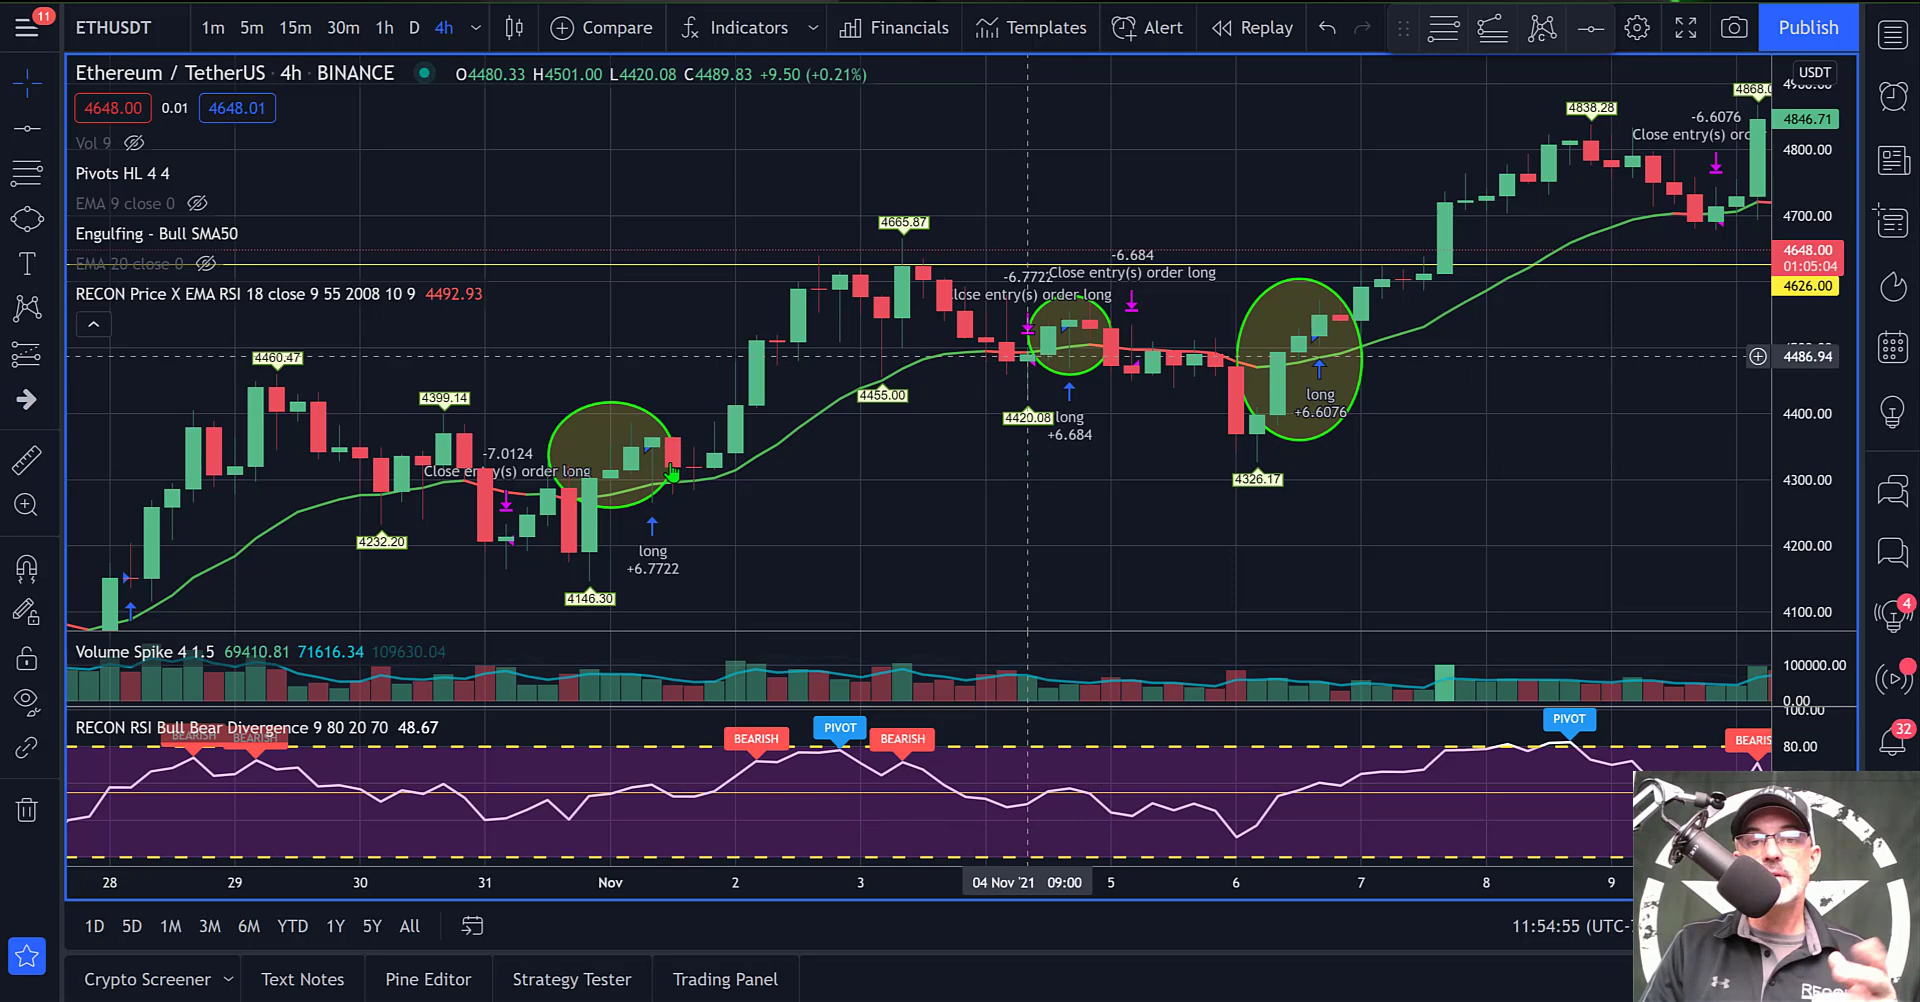 11
ETHUSDT
1m 5m 15m 30m 1h D 4h
Compare
Indicators
Financials
Templates
Alert
Replay
Publish
Ethereum / TetherUS · 4h · BINANCE
O4480.33 H4501.00 L4420.08 C4489.83 +9.50 (+0.21%)
USDT
4648.00 0.01 4648.01
Vol 9
Pivots HL 4 4
EMA 9 close 0
Engulfing - Bull SMA50
EMA 20 close 0
RECON Price X EMA RSI 18 close 9 55 2008 10 9 4492.93
4868.0
4838.28
-6.6076
Close entry(s) orc
4846.71
4800.00
4700.00
4648.00
01:05:04
4626.00
4486.94
4400.00
4300.00
4200.00
4100.00
4665.87
-6.684
-6.7722
Close entry(s) order long
close entry(s) order long
4460.47
4399.14
4455.00
4420.08
long
+6.684
long
+6.6076
-7.0124
Close entry(s) order long
4326.17
4232.20
long
+6.7722
4146.30
Volume Spike 4 1.5 69410.81 71616.34 109630.04
100000.00
0.00
RECON RSI Bull Bear Divergence 9 80 20 70 48.67
100.00
80.00
BEARISH
BEARISH
BEARISH
PIVOT
BEARISH
PIVOT
BEARIS
28 29 30 31 Nov 2 3 04 Nov '21 09:00 5 6 7 8 9
1D 5D 1M 3M 6M YTD 1Y 5Y All
11:54:55 (UTC-
Crypto Screener
Text Notes
Pine Editor
Strategy Tester
Trading Panel
4
32
RECON